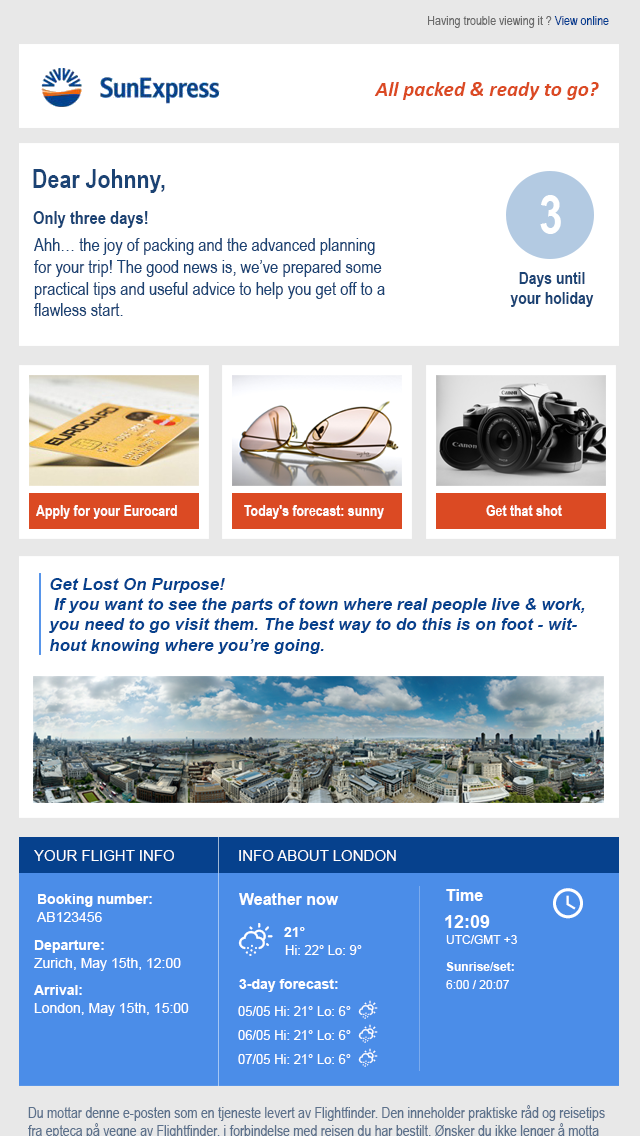 Having trouble viewing it ? View online
SunExpress
All packed & ready to go?
Dear Johnny,
Only three days!
Ahh… the joy of packing and the advanced planning
for your trip! The good news is, we’ve prepared some
practical tips and useful advice to help you get off to a
flawless start.
3
Days until
your holiday
EUROCARD
Canon
Canon
Apply for your Eurocard
Today's forecast: sunny
Get that shot
Get Lost On Purpose!
If you want to see the parts of town where real people live & work,
you need to go visit them. The best way to do this is on foot - wit-
hout knowing where you’re going.
YOUR FLIGHT INFO
Booking number:
AB123456
Departure:
Zurich, May 15th, 12:00
Arrival:
London, May 15th, 15:00
INFO ABOUT LONDON
Weather now
21°
Hi: 22° Lo: 9°
3-day forecast:
05/05 Hi: 21° Lo: 6°
06/05 Hi: 21° Lo: 6°
07/05 Hi: 21° Lo: 6°
Time
12:09
UTC/GMT +3
Sunrise/set:
6:00 / 20:07
Du mottar denne e-posten som en tjeneste levert av Flightfinder. Den inneholder praktiske råd og reisetips
fra epteca på vegne av Flightfinder, i forbindelse med reisen du har bestilt. Ønsker du ikke lenger å motta